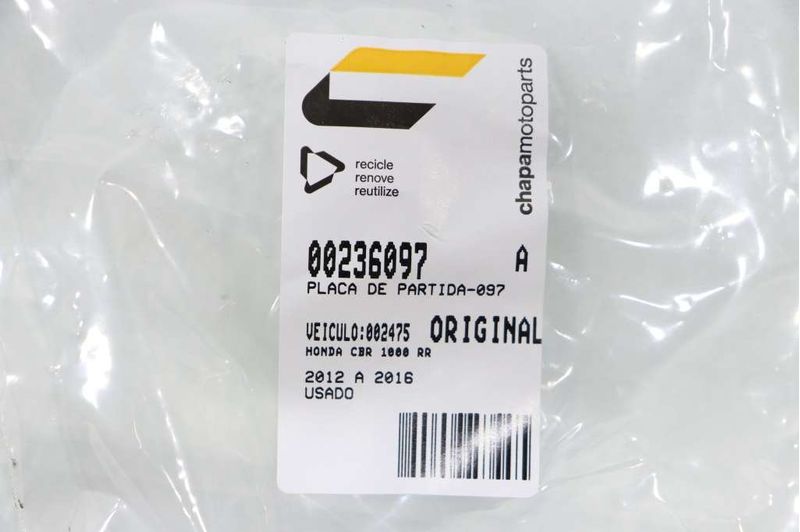 chapamotoparts
recicle
renove
reutilize
00236097 A
PLACA DE PARTIDA-097
VEICULO:002475 ORIGINAL
HONDA CBR 1000 RR
2012 A 2016
USADO